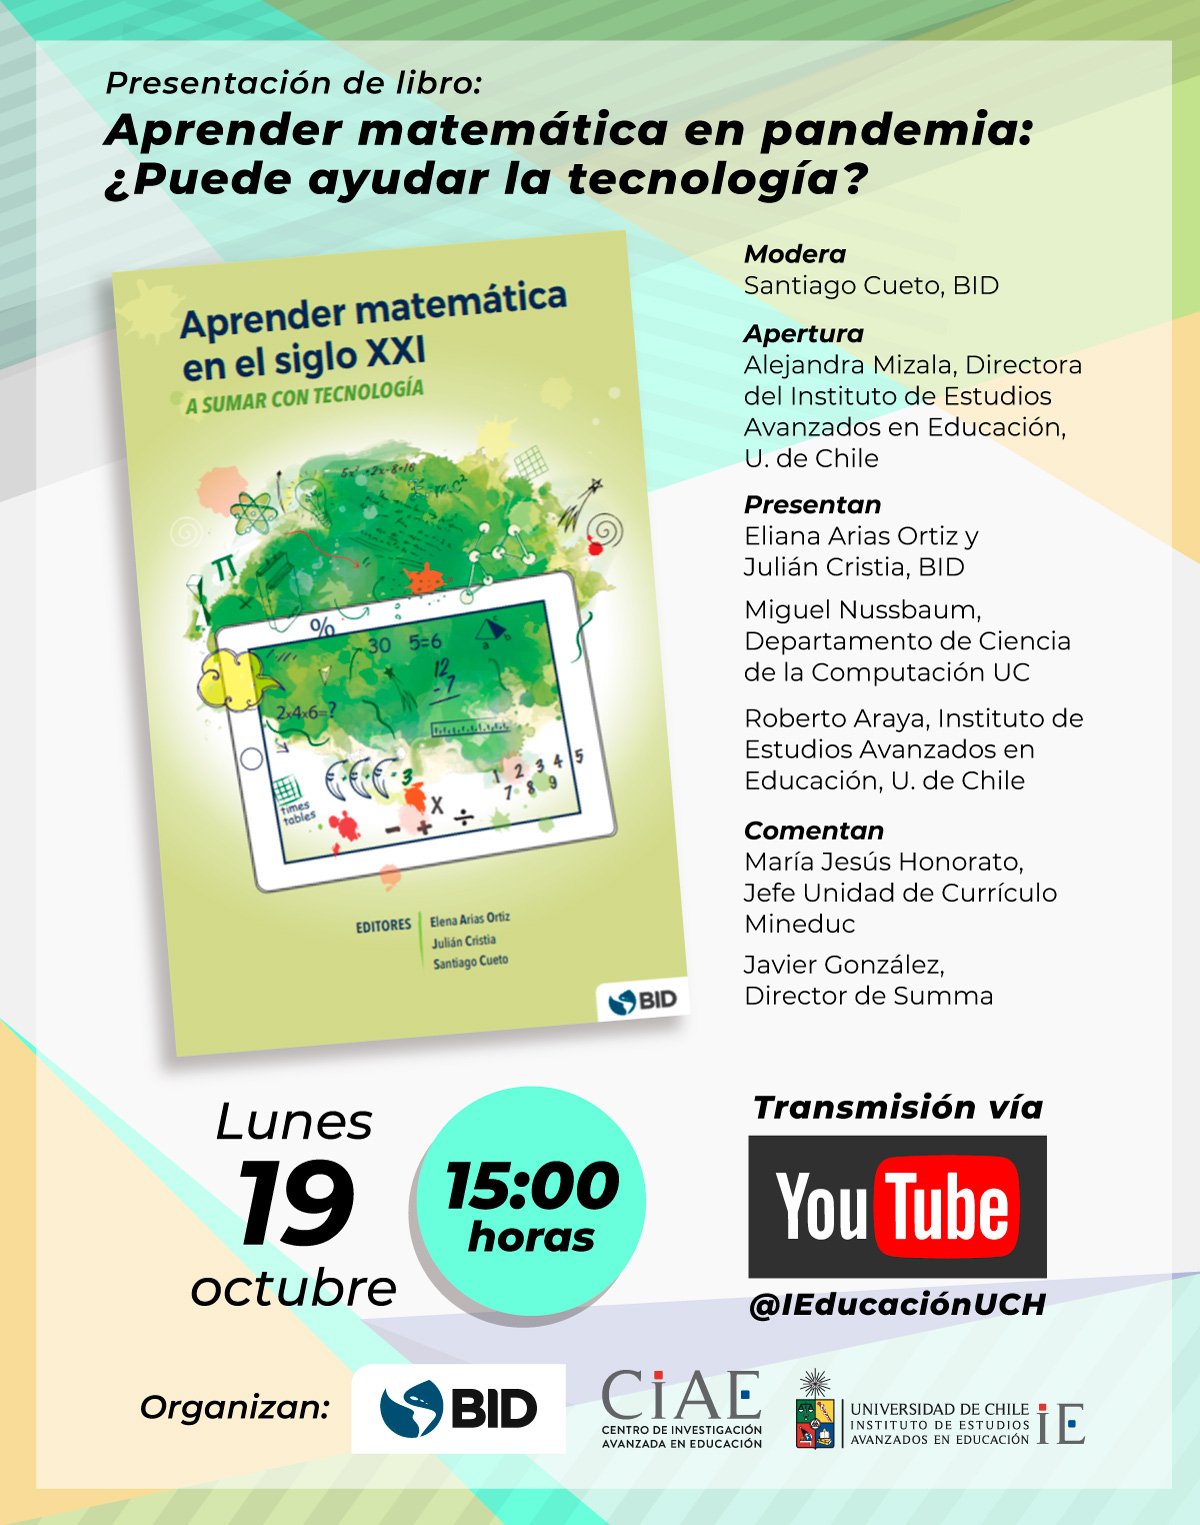 Presentación de libro:
Aprender matemática en pandemia:
¿Puede ayudar la tecnología?
Aprender matemática
en el siglo XXI
A SUMAR CON TECNOLOGÍA
π
%
30 5=6
12
-7
2x4x6=?
3
times
tables
1 2 3 4 5
7 8 9
x
- + ÷
a b c
EDITORES
Elena Arias Ortiz
Julián Cristia
Santiago Cueto
BID
Modera
Santiago Cueto, BID
Apertura
Alejandra Mizala, Directora
del Instituto de Estudios
Avanzados en Educación,
U. de Chile
Presentan
Eliana Arias Ortiz y
Julián Cristia, BID
Miguel Nussbaum,
Departamento de Ciencia
de la Computación UC
Roberto Araya, Instituto de
Estudios Avanzados en
Educación, U. de Chile
Comentan
María Jesús Honorato,
Jefe Unidad de Currículo
Mineduc
Javier González,
Director de Summa
Lunes
19
octubre
15:00
horas
Transmisión vía
YouTube
@IEducaciónUCH
Organizan:
BID
CiAE
CENTRO DE INVESTIGACIÓN
AVANZADA EN EDUCACIÓN
UNIVERSIDAD DE CHILE
INSTITUTO DE ESTUDIOS
AVANZADOS EN EDUCACIÓN
iE